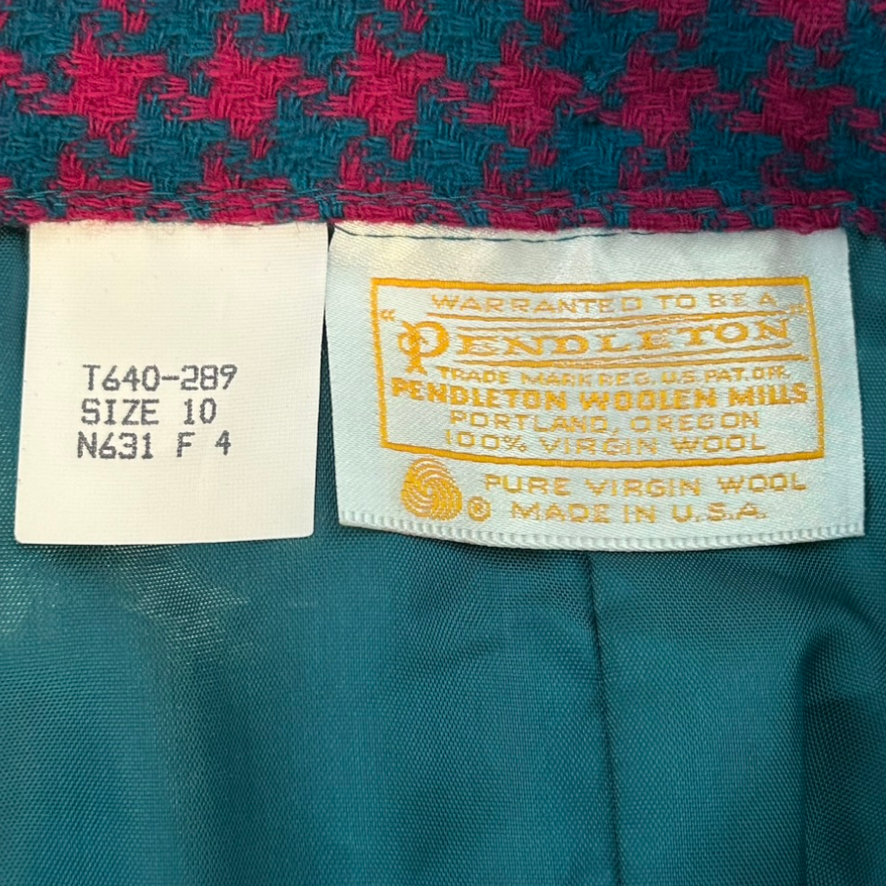 T640-289
SIZE 10
N631 F 4
WARRANTED TO BE A
"PENDLETON"
TRADE MARK REG. U.S. PAT. OFF.
PENDLETON WOOLEN MILLS
PORTLAND, OREGON
100% VIRGIN WOOL
PURE VIRGIN WOOL
® MADE IN U.S.A.